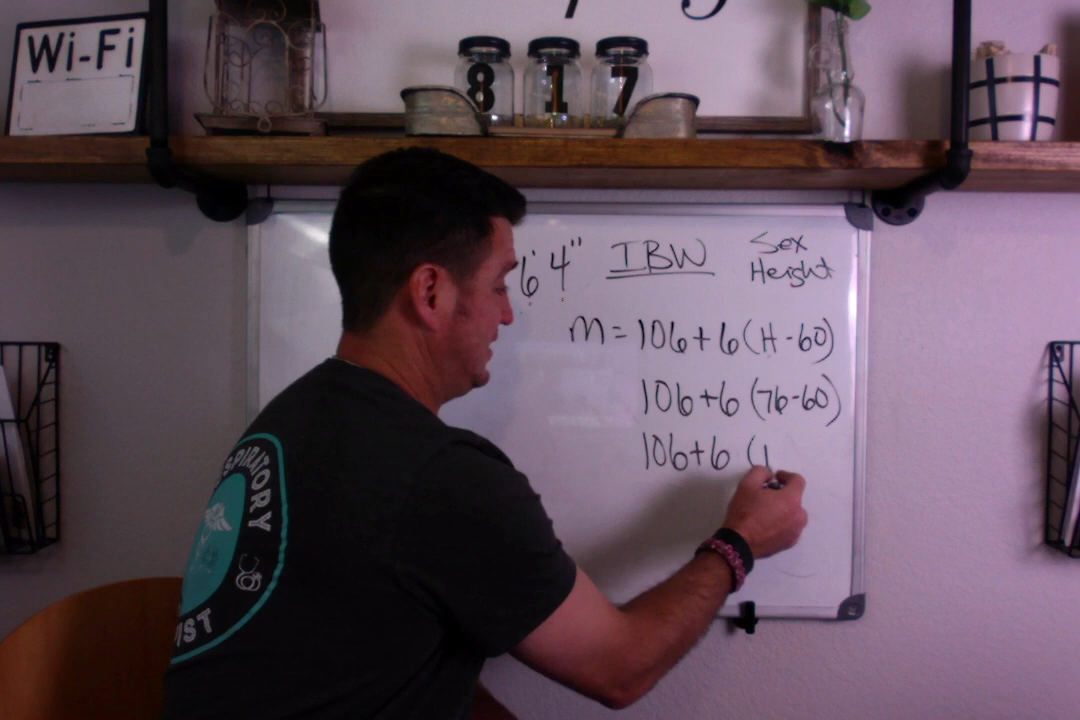 Wi-Fi
8 1 7
6' 4" IBW
Sex
Height
M = 106 + 6 (H - 60)
106 + 6 (76 - 60)
106 + 6 (1
SPIRATORY
IST